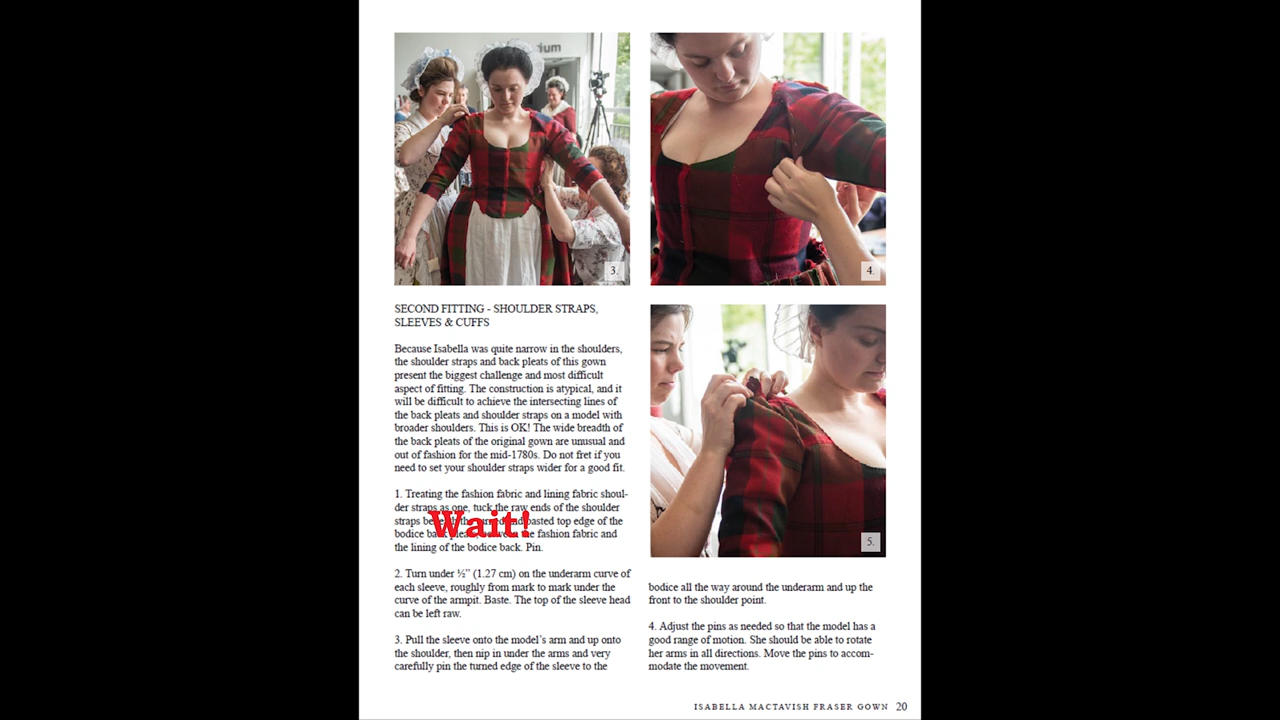 rium
3.
4.
SECOND FITTING - SHOULDER STRAPS,
SLEEVES & CUFFS
Because Isabella was quite narrow in the shoulders,
the shoulder straps and back pleats of this gown
present the biggest challenge and most difficult
aspect of fitting. The construction is atypical, and it
will be difficult to achieve the intersecting lines of
the back pleats and shoulder straps on a model with
broader shoulders. This is OK! The wide breadth of
the back pleats of the original gown are unusual and
out of fashion for the mid-1780s. Do not fret if you
need to set your shoulder straps wider for a good fit.
1. Treating the fashion fabric and lining fabric shoul-
der straps as one, tuck the raw ends of the shoulder
straps the basted top edge of the
Wait!
bodice back the fashion fabric and
the lining of the bodice back. Pin.
2. Turn under ½” (1.27 cm) on the underarm curve of
each sleeve, roughly from mark to mark under the
curve of the armpit. Baste. The top of the sleeve head
can be left raw.
3. Pull the sleeve onto the model’s arm and up onto
the shoulder, then nip in under the arms and very
carefully pin the turned edge of the sleeve to the
5.
bodice all the way around the underarm and up the
front to the shoulder point.
4. Adjust the pins as needed so that the model has a
good range of motion. She should be able to rotate
her arms in all directions. Move the pins to accom-
modate the movement.
ISABELLA MACTAVISH FRASER GOWN 20